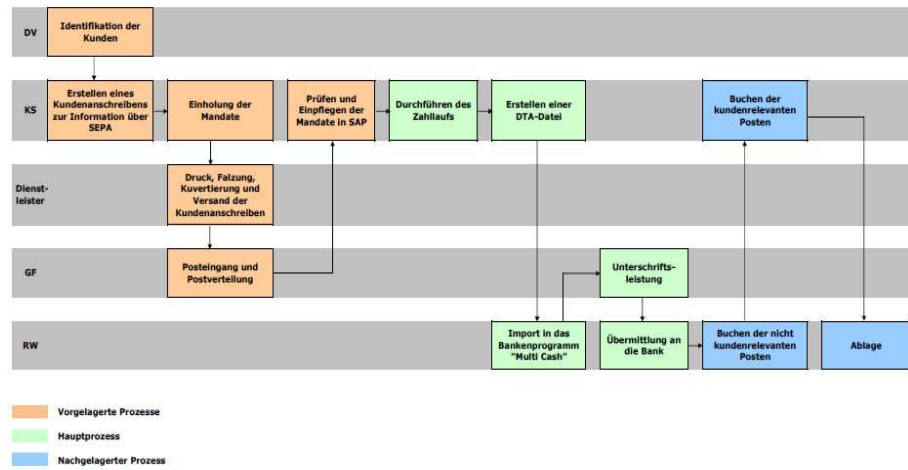 DV
Identifikation der
Kunden
KS
Erstellen eines
Kundenanschreibens
zur Information über
SEPA
Einholung der
Mandate
Prüfen und
Einpflegen der
Mandate in SAP
Durchführen des
Zahllaufs
Erstellen einer
DTA-Datei
Buchen der
kundenrelevanten
Posten
Dienst-
leister
Druck, Falzung,
Kuvertierung und
Versand der
Kundenanschreiben
GF
Posteingang und
Postverteilung
Unterschrifts-
leistung
RW
Import in das
Bankenprogramm
"Multi Cash"
Übermittlung an
die Bank
Buchen der nicht
kundenrelevanten
Posten
Ablage
Vorgelagerte Prozesse
Hauptprozess
Nachgelagerter Prozess